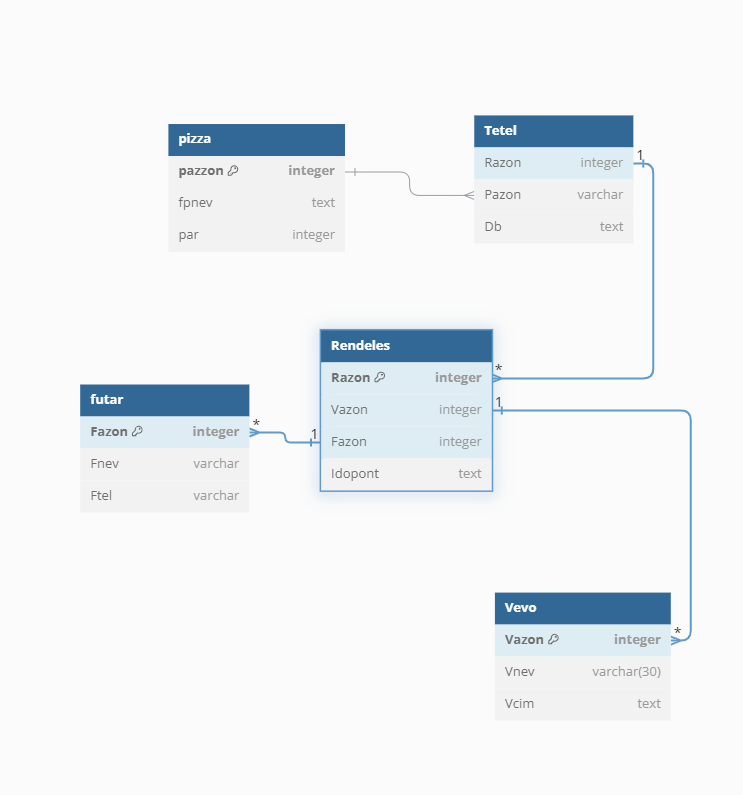 pizza
pazzon integer
fpnev text
par integer
Tetel
Razon integer
Pazon varchar
Db text
1
Rendeles
Razon integer
Vazon integer
Fazon integer
Idopont text
*
1
1
futar
Fazon integer
Fnev varchar
Ftel varchar
*
Vevo
Vazon integer
Vnev varchar(30)
Vcim text
*